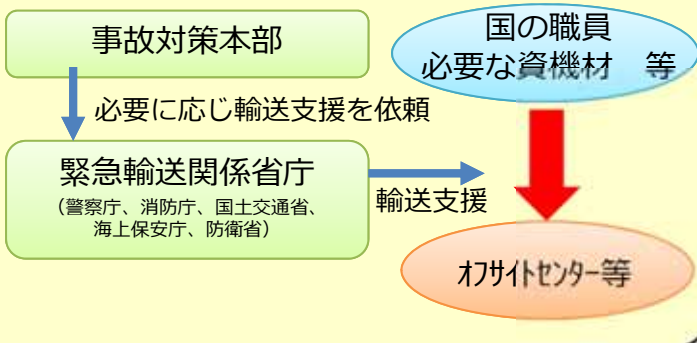 事故対策本部
必要に応じ輸送支援を依頼
緊急輸送関係省庁
（警察庁、消防庁、国土交通省、
海上保安庁、防衛省）
輸送支援
国の職員
必要な資機材　等
オフサイトセンター等